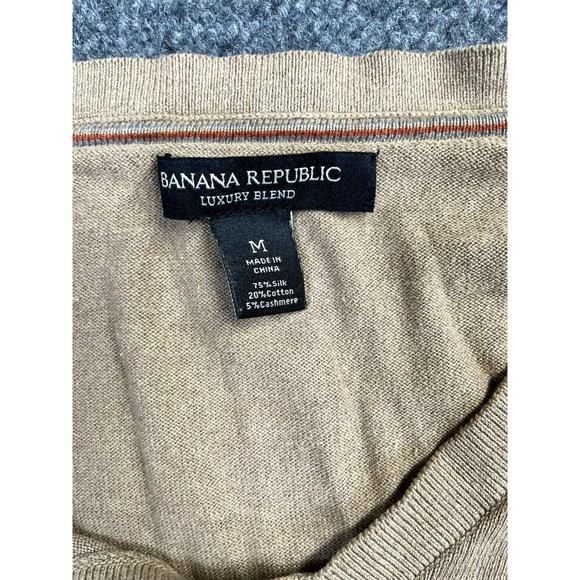 BANANA REPUBLIC
LUXURY BLEND
M
MADE IN
CHINA
75%Silk
20%Cotton
5%Cashmere